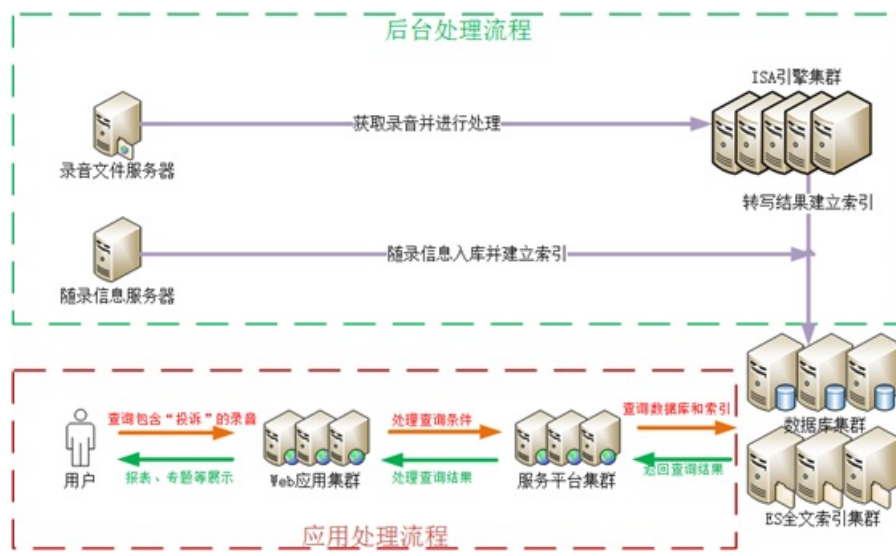 后台处理流程
ISA引擎集群
获取录音并进行处理
录音文件服务器
转写结果建立索引
随录信息入库并建立索引
随录信息服务器
查询包含“投诉”的录音
处理查询条件
查询数据库和索引
数据库集群
用户
报表、专题等展示
Web应用集群
处理查询结果
服务平台集群
返回查询结果
ES全文索引集群
应用处理流程